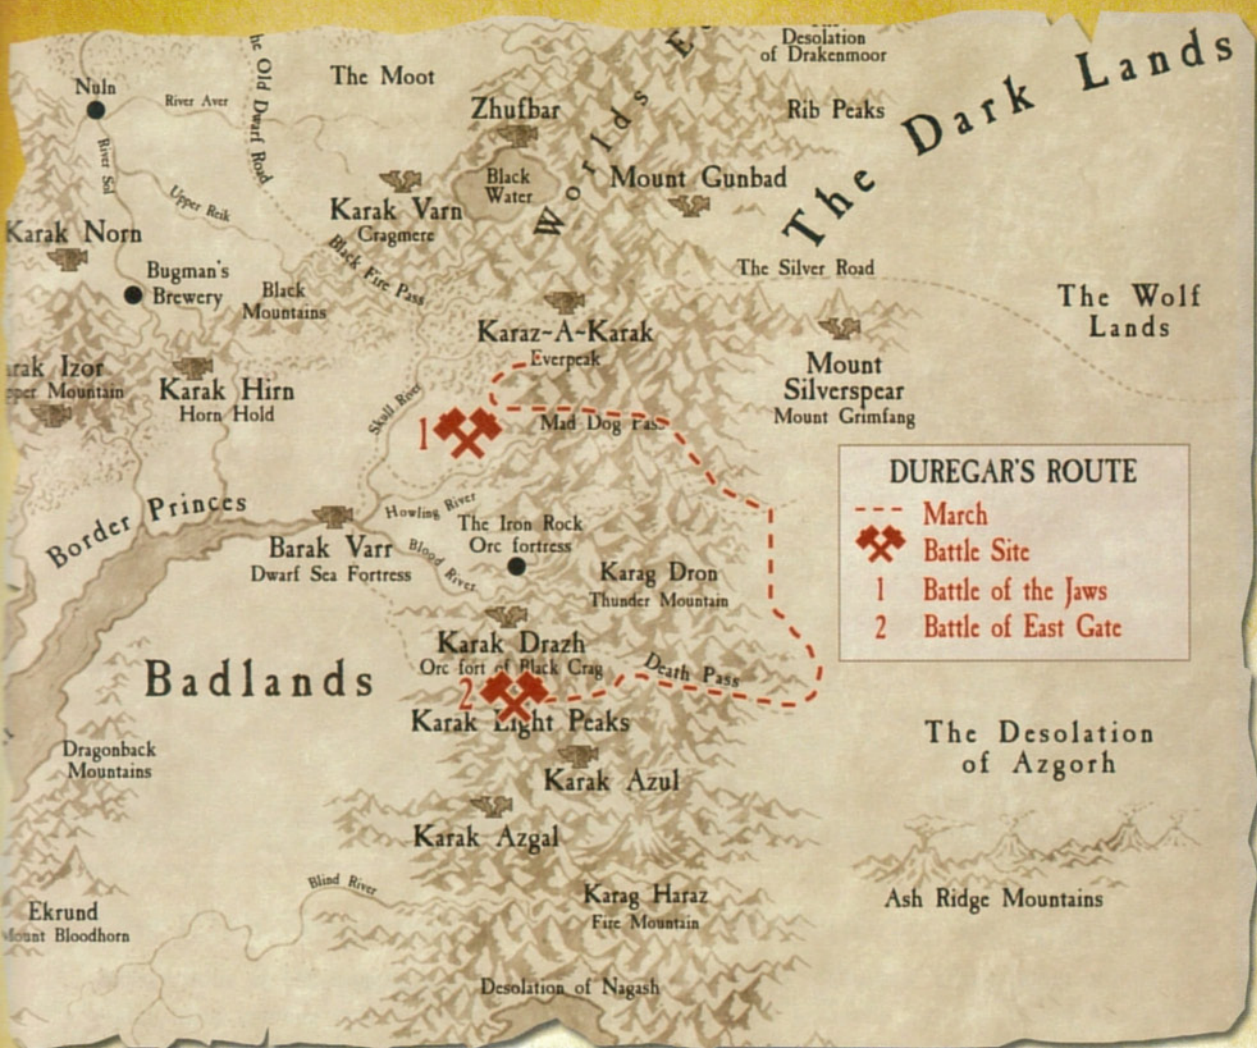 Desolation
of Drakenmoor
The Dark Lands
Nuln
The Moot
River Aver
Old Dwarf Road
Zhufbar
Rib Peaks
Worlds
River Sol
Black
Water
Mount Gunbad
Upper Reik
Karak Varn
Cragmere
Karak Norn
Black Fire Pass
Bugman's
Brewery
Black
Mountains
The Silver Road
The Wolf
Lands
Karaz-A-Karak
Everpeak
Mount
Silverspear
Mount Grimfang
Izor
Mountain
Karak Hirn
Horn Hold
Skull River
1
Mad Dog Pass
DUREGAR'S ROUTE
March
Battle Site
1 Battle of the Jaws
2 Battle of East Gate
Border Princes
Howling River
The Iron Rock
Orc fortress
Barak Varr
Dwarf Sea Fortress
Blood River
Karag Dron
Thunder Mountain
Karak Drazh
Orc fort of Black Crag
Death Pass
Badlands
2
Karak Eight Peaks
The Desolation
of Azgorh
Dragonback
Mountains
Karak Azul
Karak Azgal
Blind River
Karag Haraz
Fire Mountain
Ash Ridge Mountains
Ekrund
Mount Bloodhorn
Desolation of Nagash